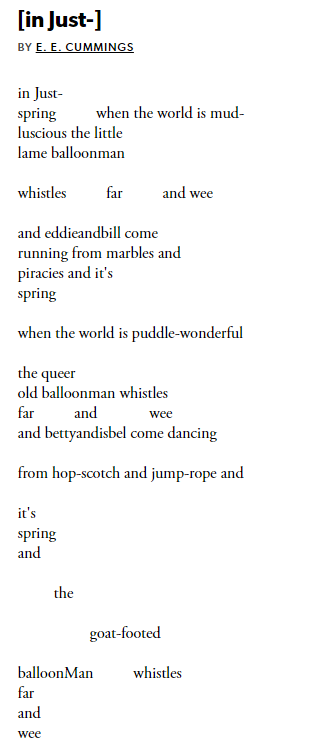 [in Just-]
BY E. E. CUMMINGS
in Just-
spring          when the world is mud-
luscious the little
lame balloonman
whistles          far          and wee
and eddieandbill come
running from marbles and
piracies and it's
spring
when the world is puddle-wonderful
the queer
old balloonman whistles
far          and             wee
and bettyandisbel come dancing
from hop-scotch and jump-rope and
it's
spring
and
         the
                  goat-footed
balloonMan          whistles
far
and
wee